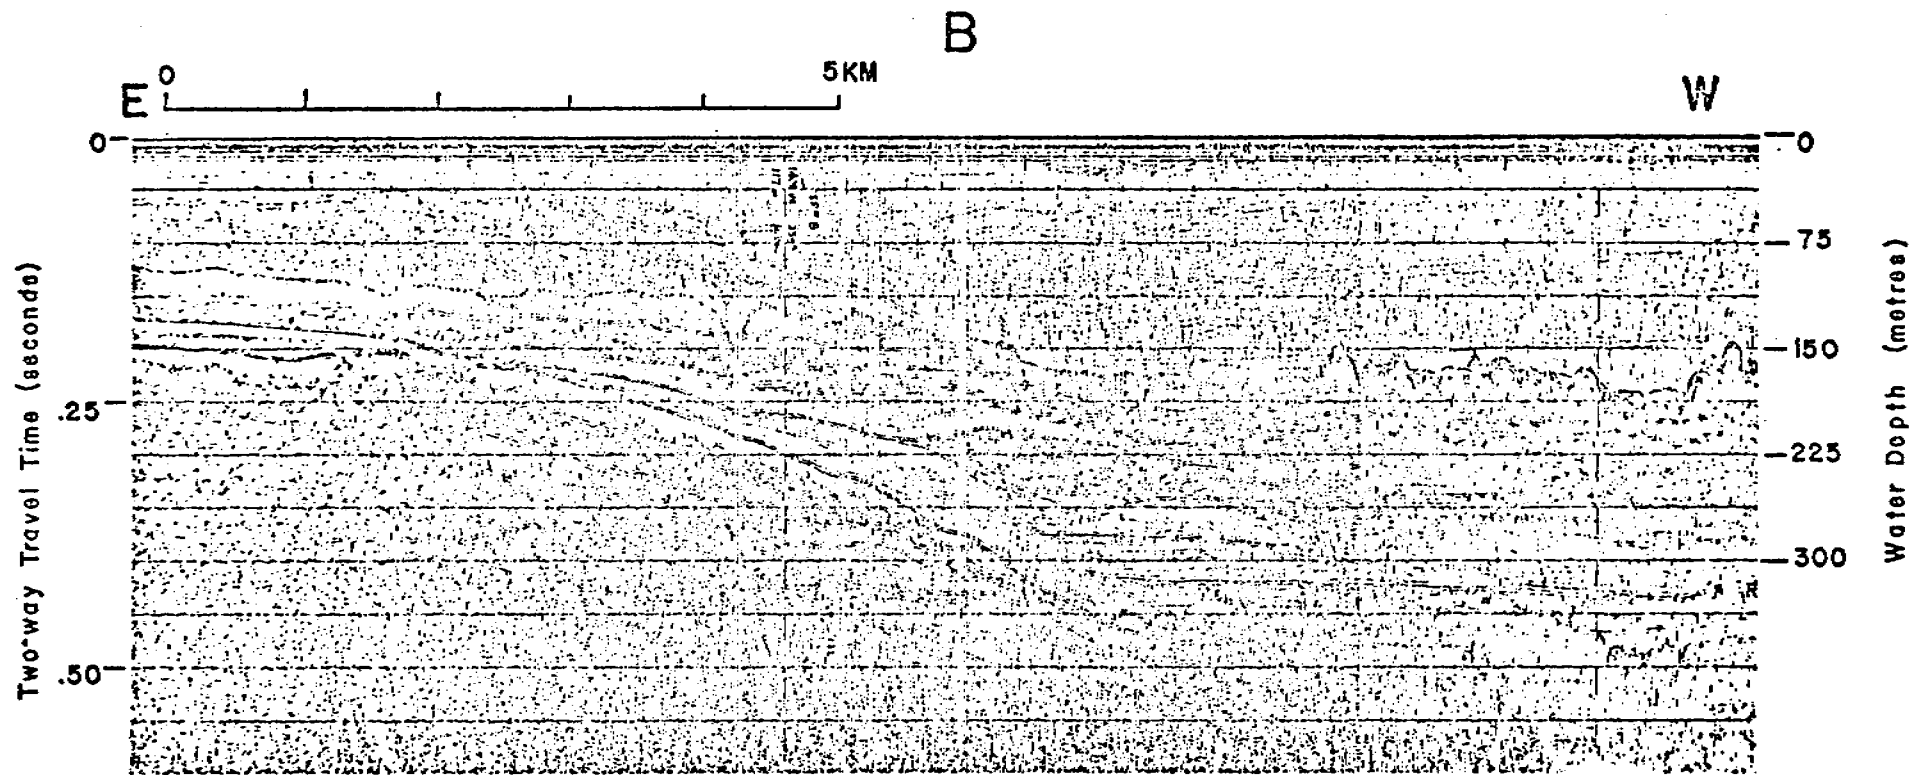 B
0 5KM
E W
0 0
75
150
.25
225
300
.50
Two-way Travel Time (seconds)
Water Depth (metres)